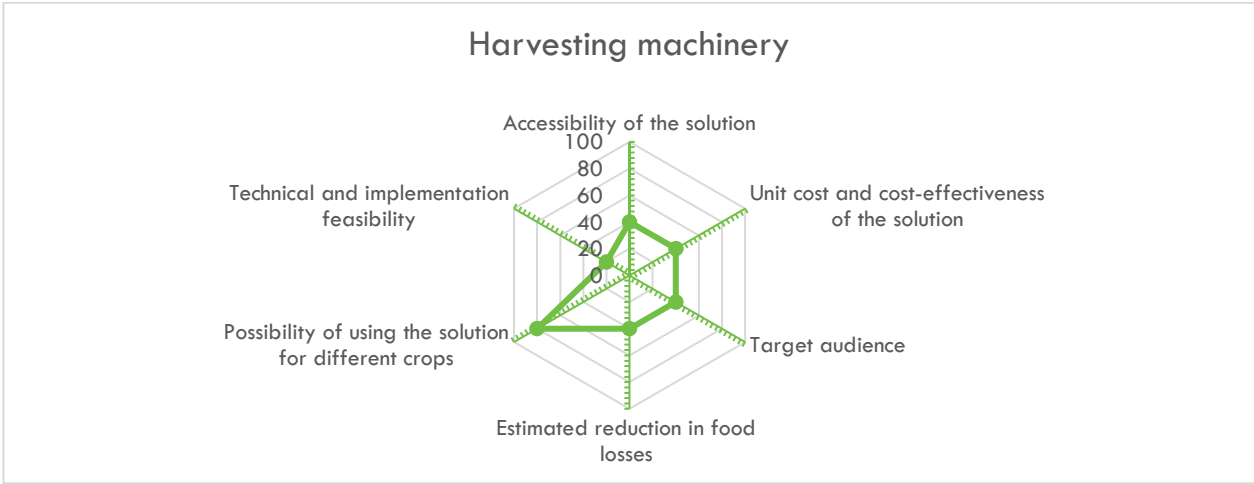 Harvesting machinery
Accessibility of the solution
100
80
60
40
20
0
Unit cost and cost-effectiveness
of the solution
Target audience
Estimated reduction in food
losses
Possibility of using the solution
for different crops
Technical and implementation
feasibility